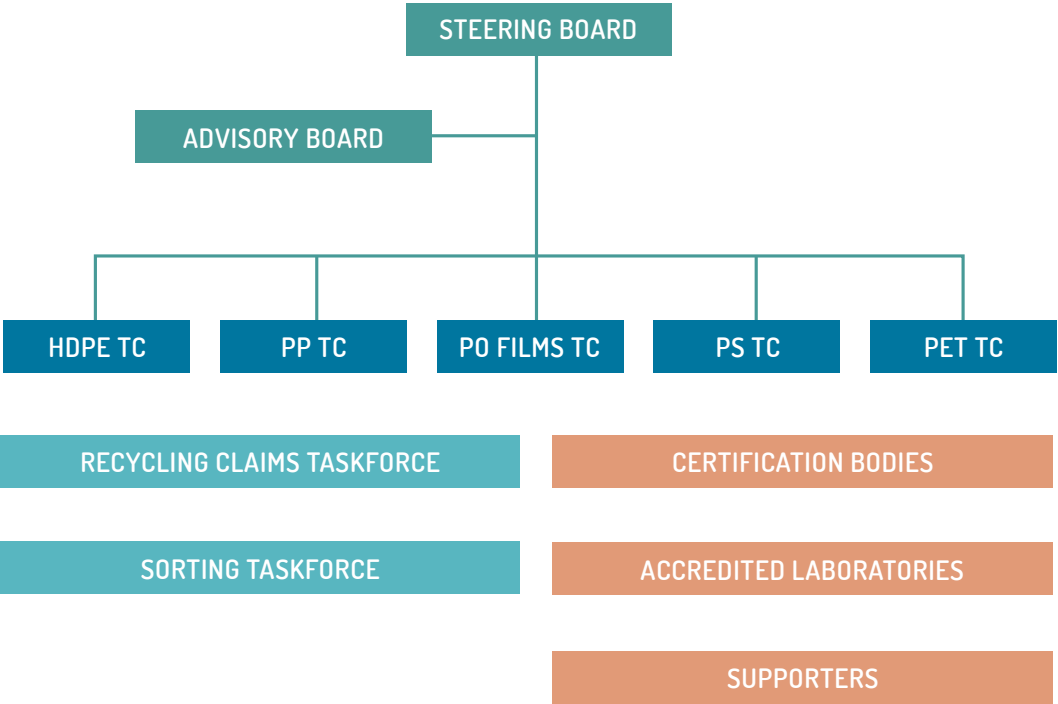 STEERING BOARD
ADVISORY BOARD
HDPE TC
PP TC
PO FILMS TC
PS TC
PET TC
RECYCLING CLAIMS TASKFORCE
CERTIFICATION BODIES
SORTING TASKFORCE
ACCREDITED LABORATORIES
SUPPORTERS